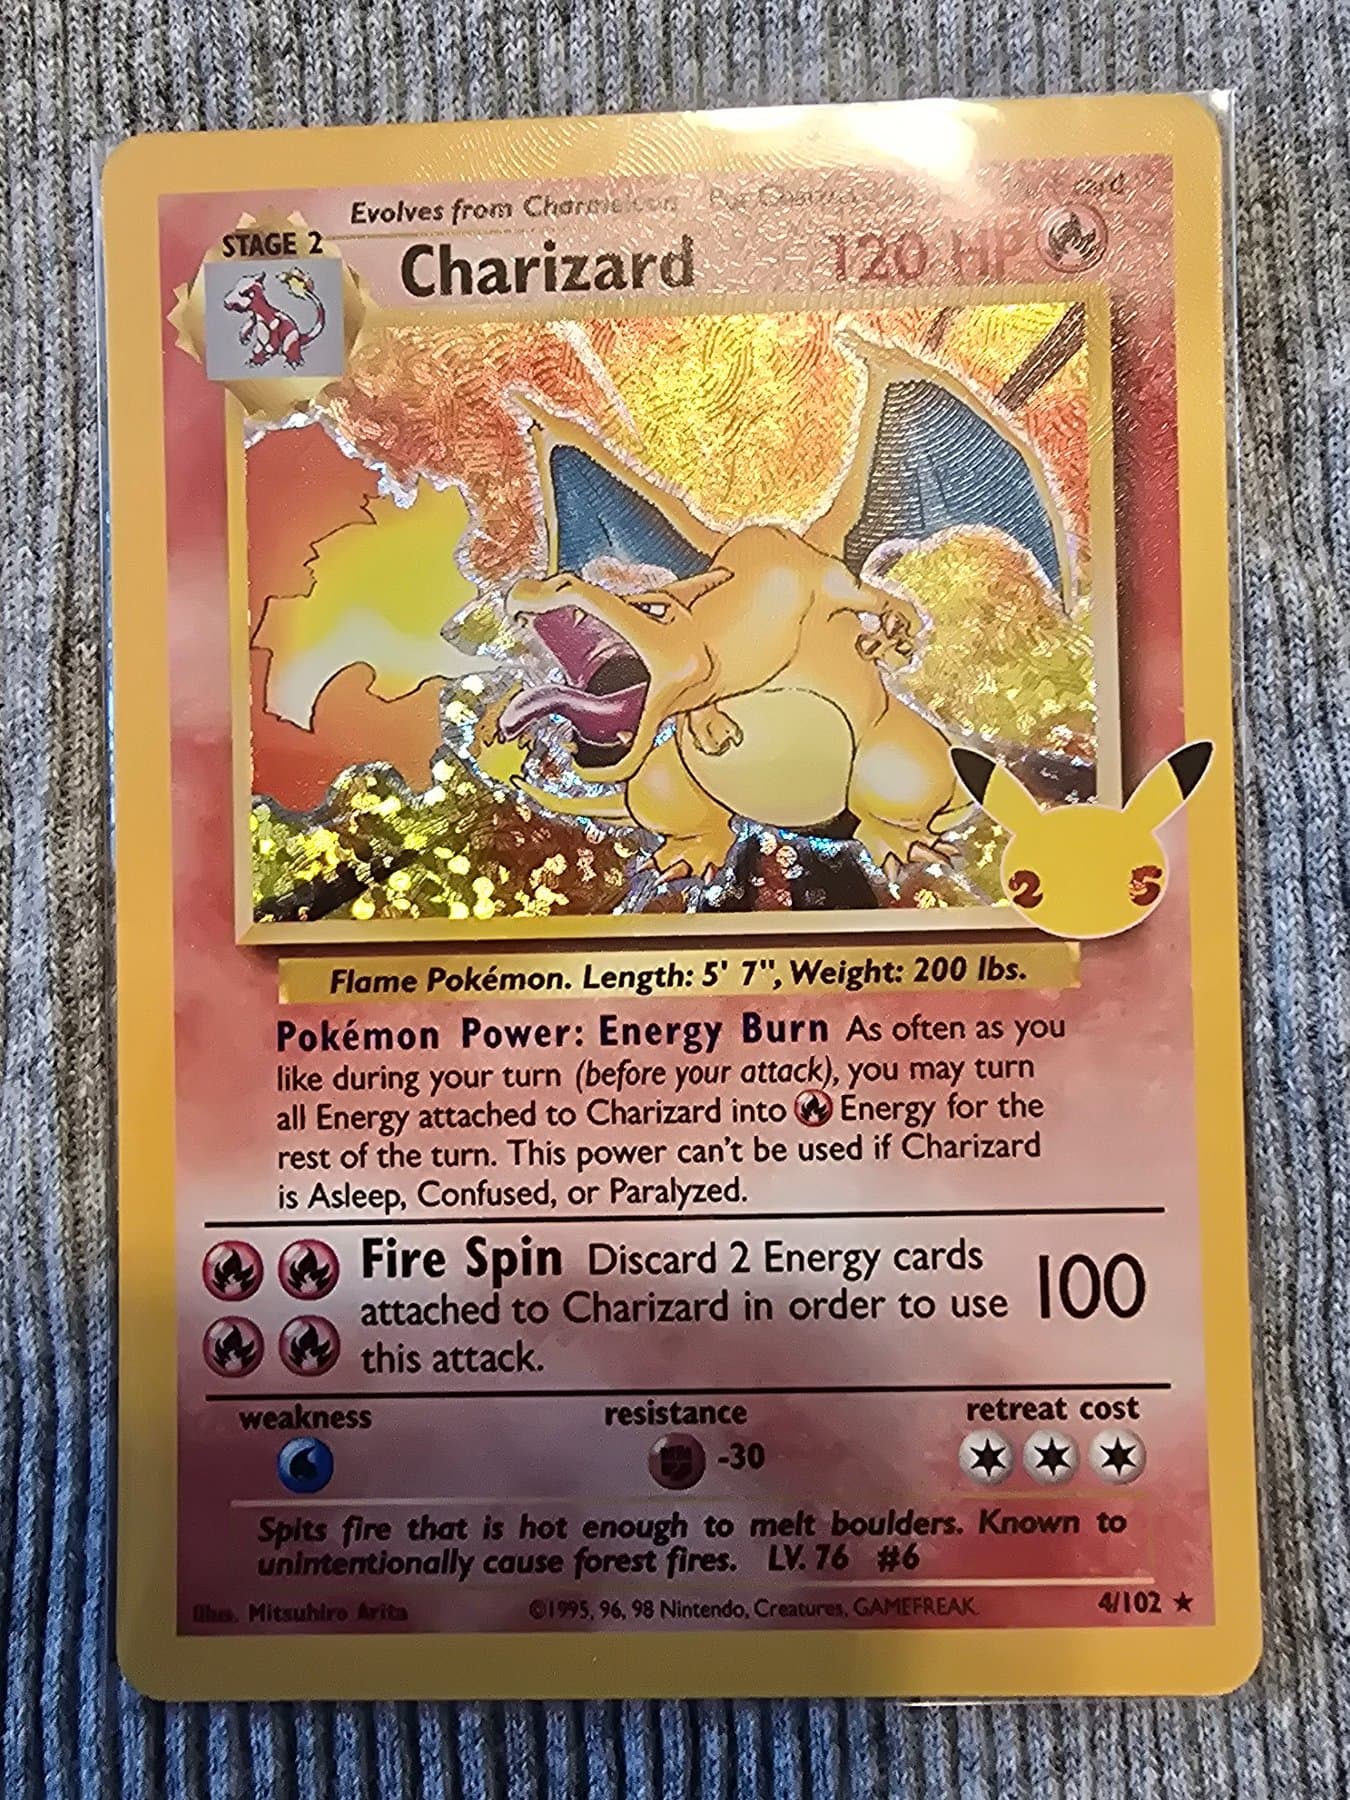 Evolves from Charmeleon Put Charizard card
STAGE 2
Charizard 120 HP
2 5
Flame Pokémon. Length: 5' 7", Weight: 200 lbs.
Pokémon Power: Energy Burn As often as you
like during your turn (before your attack), you may turn
all Energy attached to Charizard into Energy for the
rest of the turn. This power can't be used if Charizard
is Asleep, Confused, or Paralyzed.
Fire Spin Discard 2 Energy cards
attached to Charizard in order to use 100
this attack.
weakness resistance retreat cost
-30
Spits fire that is hot enough to melt boulders. Known to
unintentionally cause forest fires. LV. 76 #6
Illus. Mitsuhiro Arita ©1995, 96, 98 Nintendo, Creatures, GAMEFREAK 4/102 ★